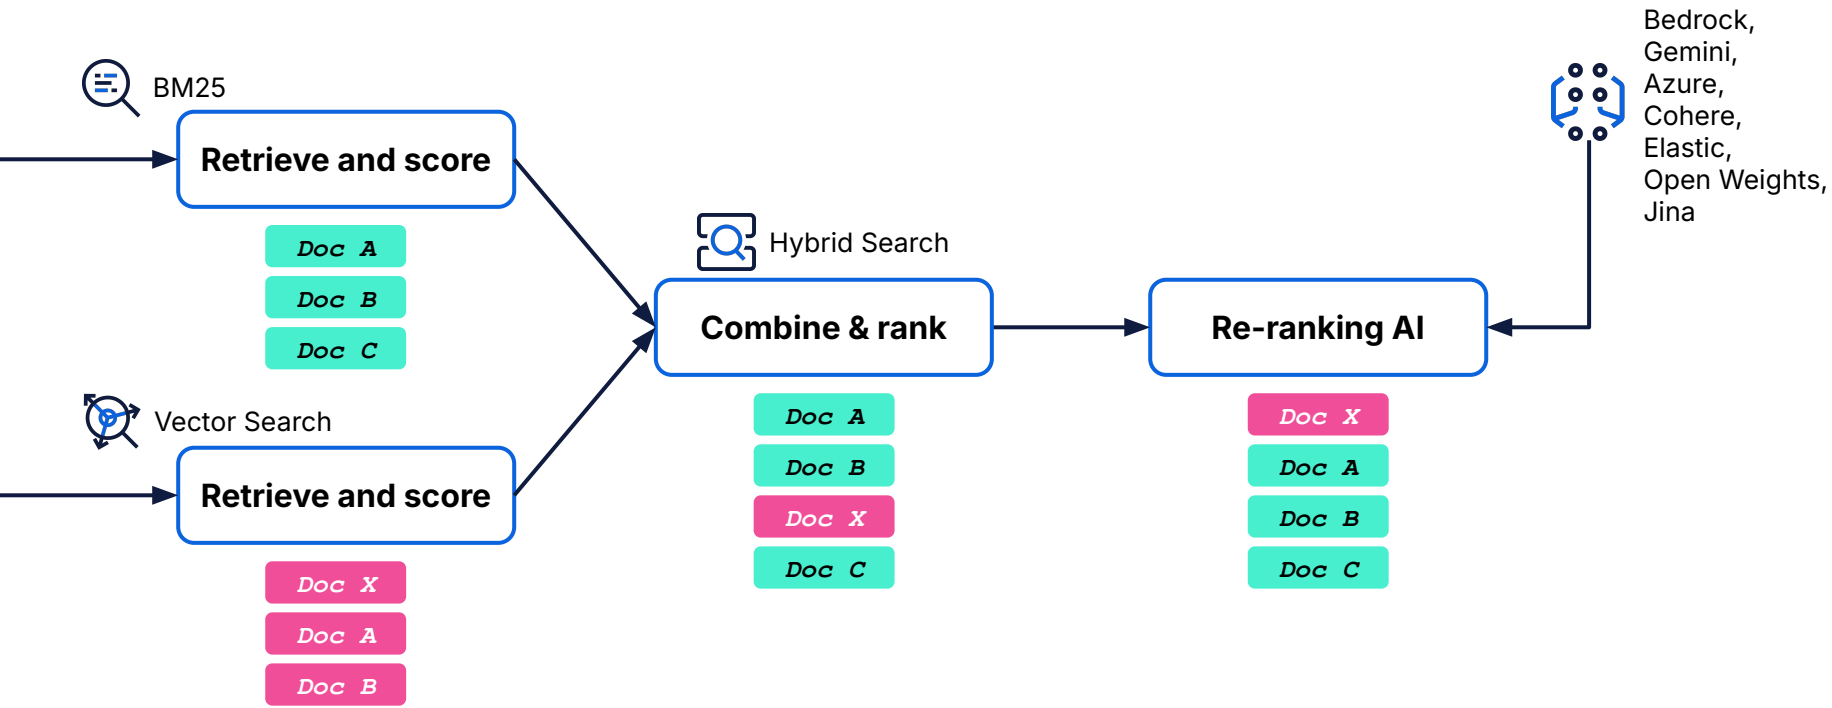 BM25
Retrieve and score
Doc A
Doc B
Doc C
Vector Search
Retrieve and score
Doc X
Doc A
Doc B
Hybrid Search
Combine & rank
Doc A
Doc B
Doc X
Doc C
Re-ranking AI
Doc X
Doc A
Doc B
Doc C
Bedrock,
Gemini,
Azure,
Cohere,
Elastic,
Open Weights,
Jina